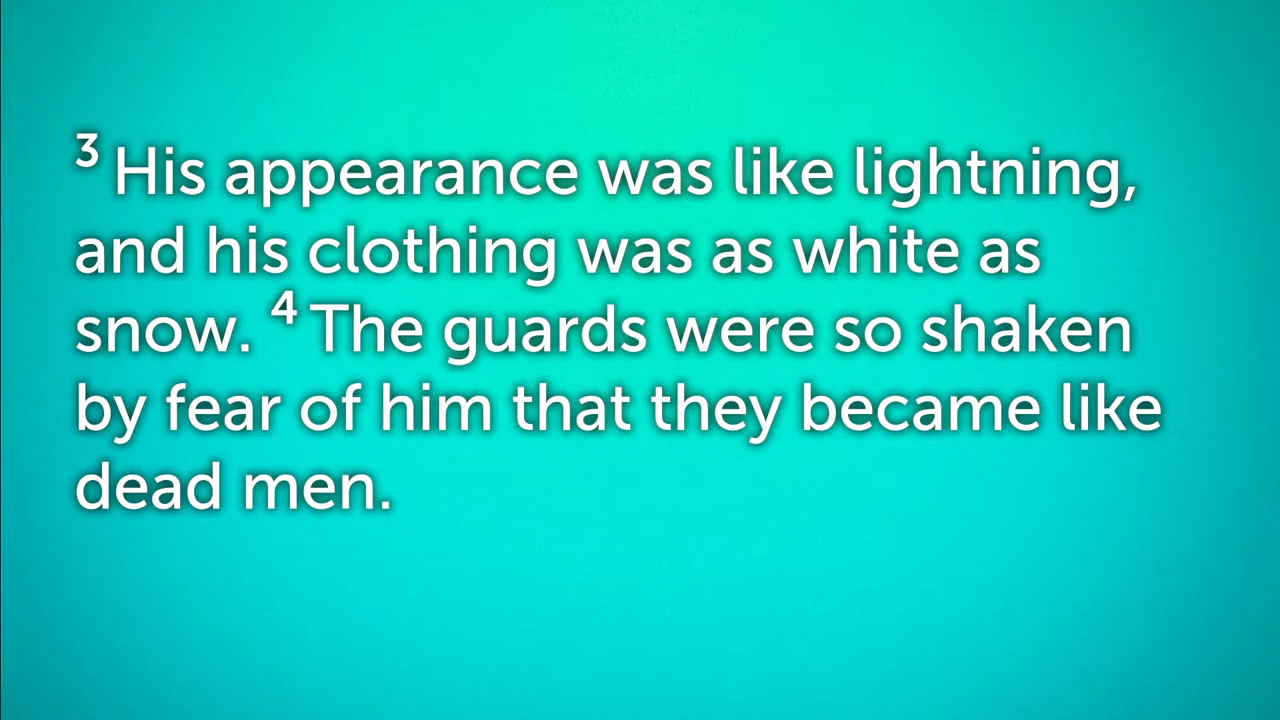 ³ His appearance was like lightning,
and his clothing was as white as
snow. ⁴ The guards were so shaken
by fear of him that they became like
dead men.